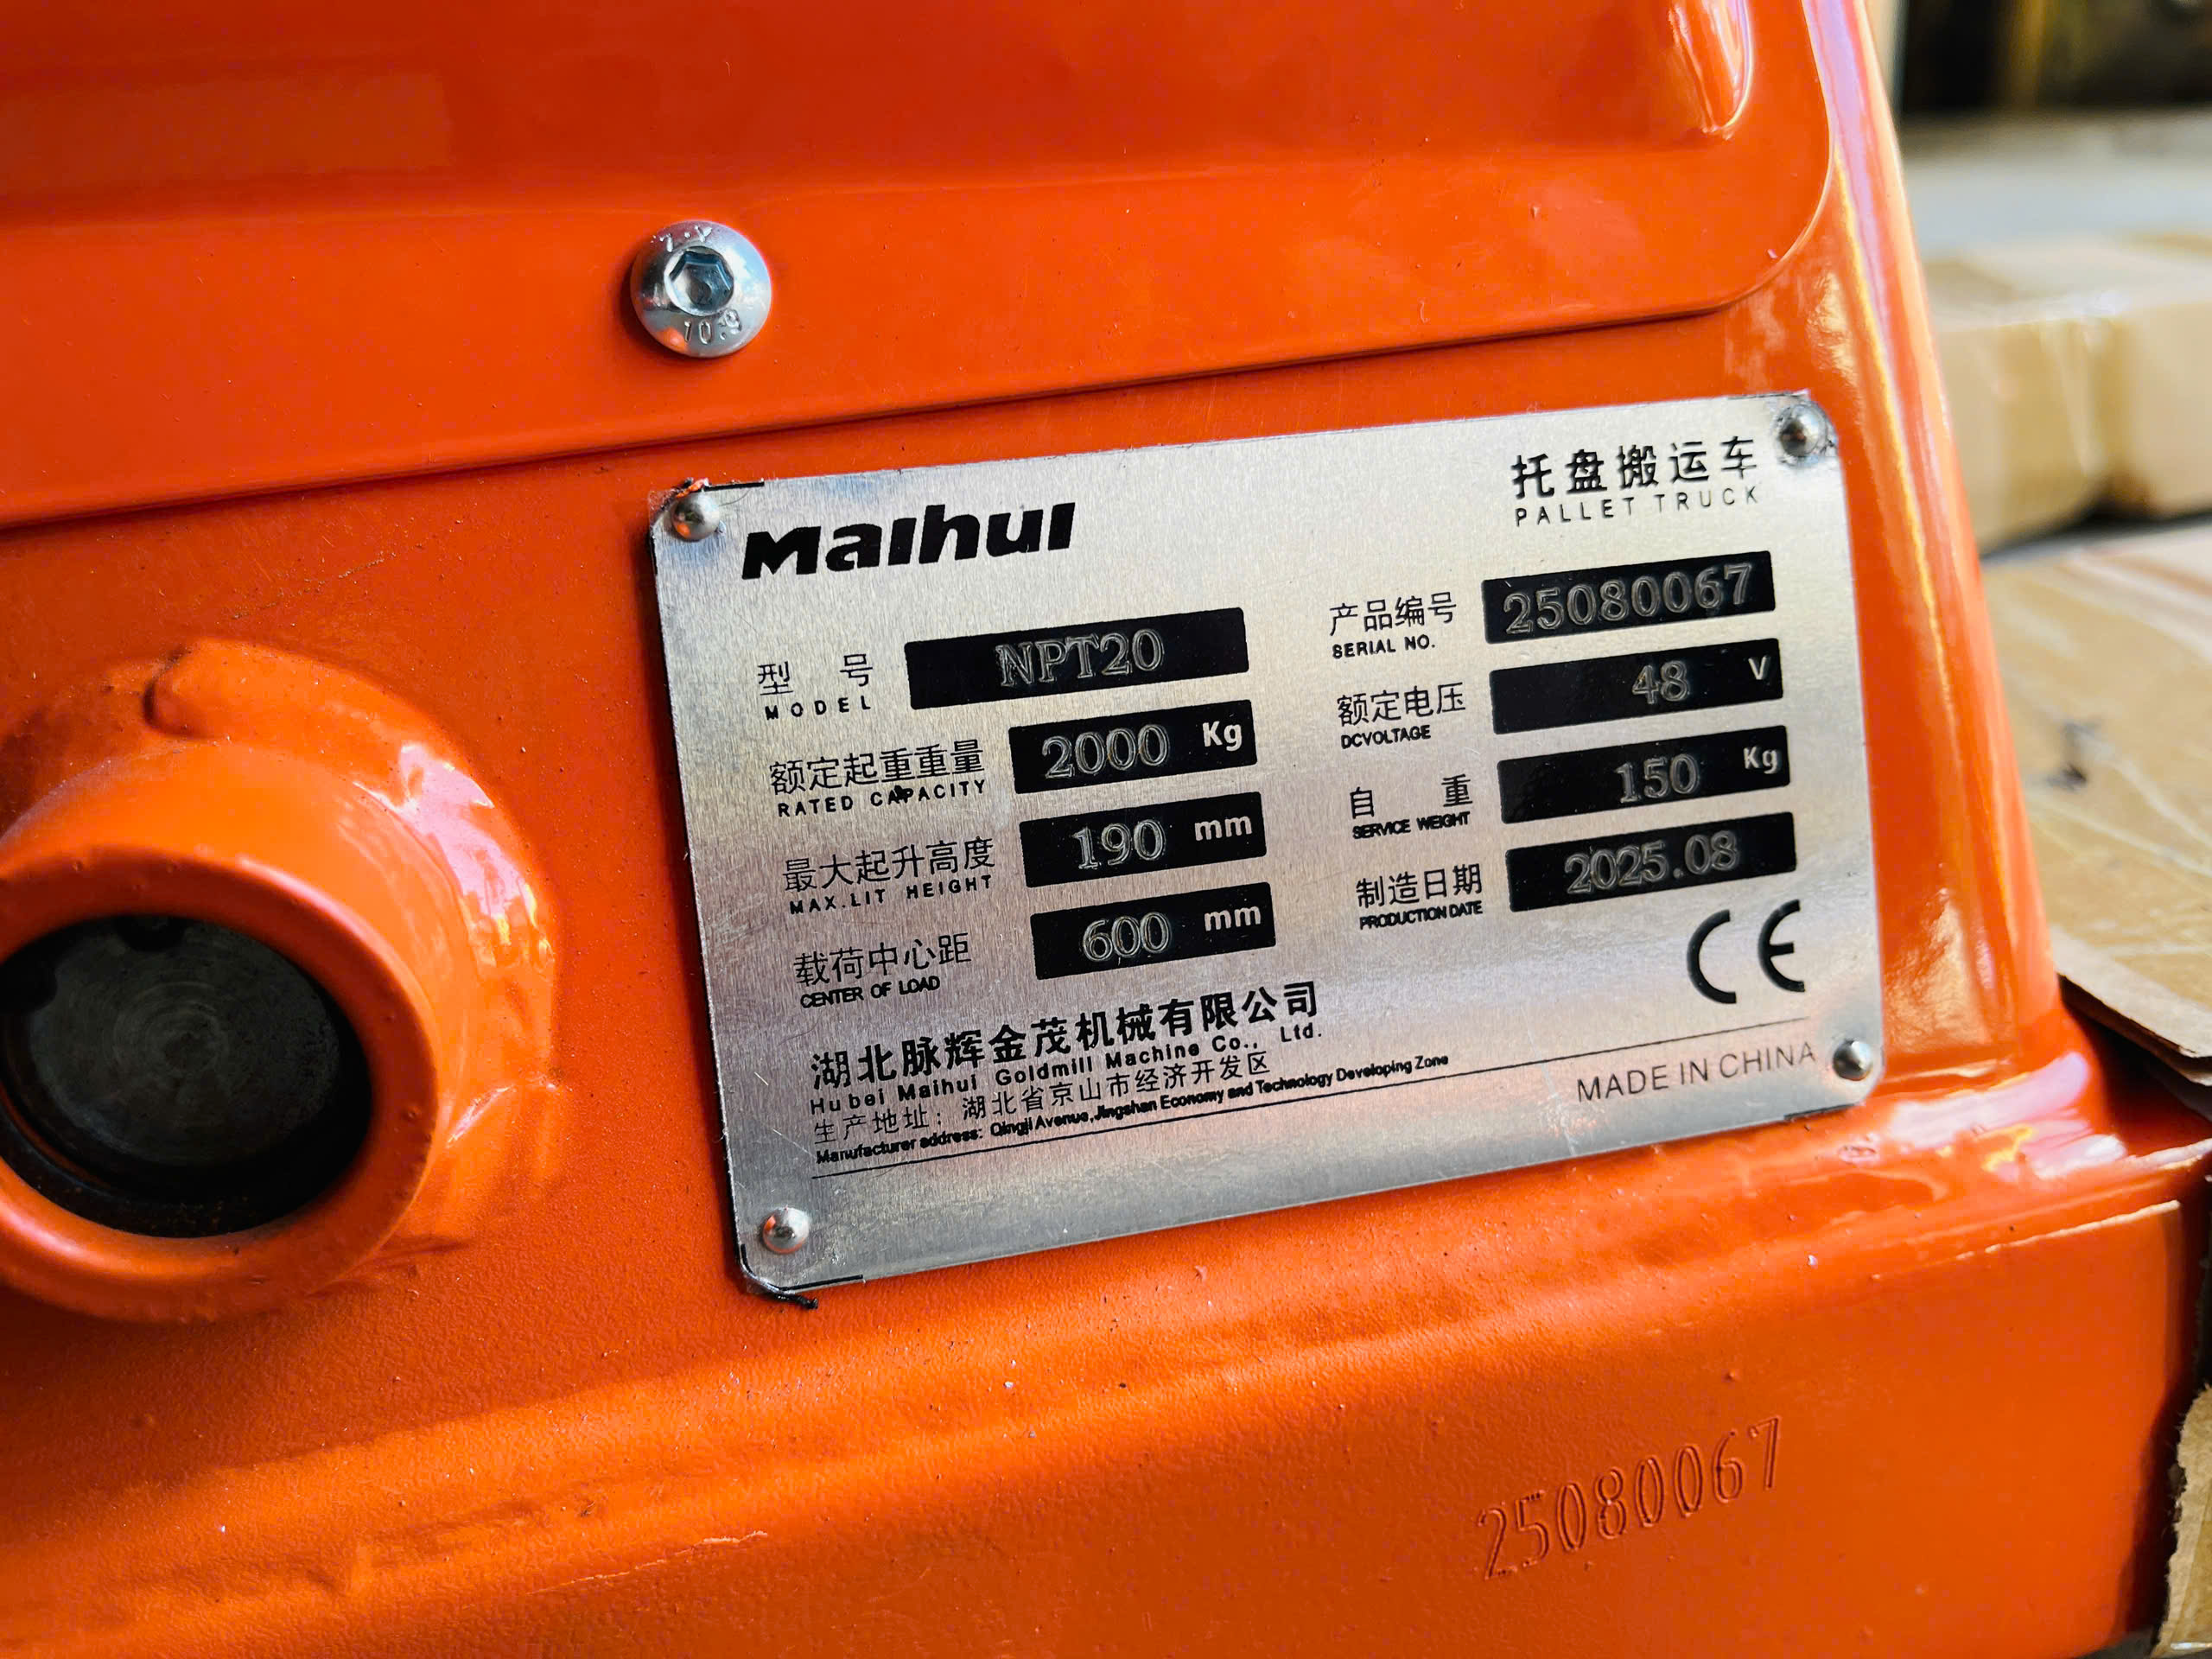 Z.Y
10.9
Maihui
托盘搬运车
PALLET TRUCK
型号 NPT20
MODEL
额定起重重量 2000 Kg
RATED CAPACITY
最大起升高度 190 mm
MAX.LIT HEIGHT
载荷中心距 600 mm
CENTER OF LOAD
产品编号 25080067
SERIAL NO.
额定电压 48 V
DCVOLTAGE
自重 150 Kg
SERVICE WEIGHT
制造日期 2025.08
PRODUCTION DATE
CE
湖北脉辉金茂机械有限公司
Hubei Maihui Goldmill Machine Co., Ltd.
生产地址：湖北省京山市经济开发区
Manufacturer address: Qingji Avenue,Jingshan Economy and Technology Developing Zone
MADE IN CHINA
25080067